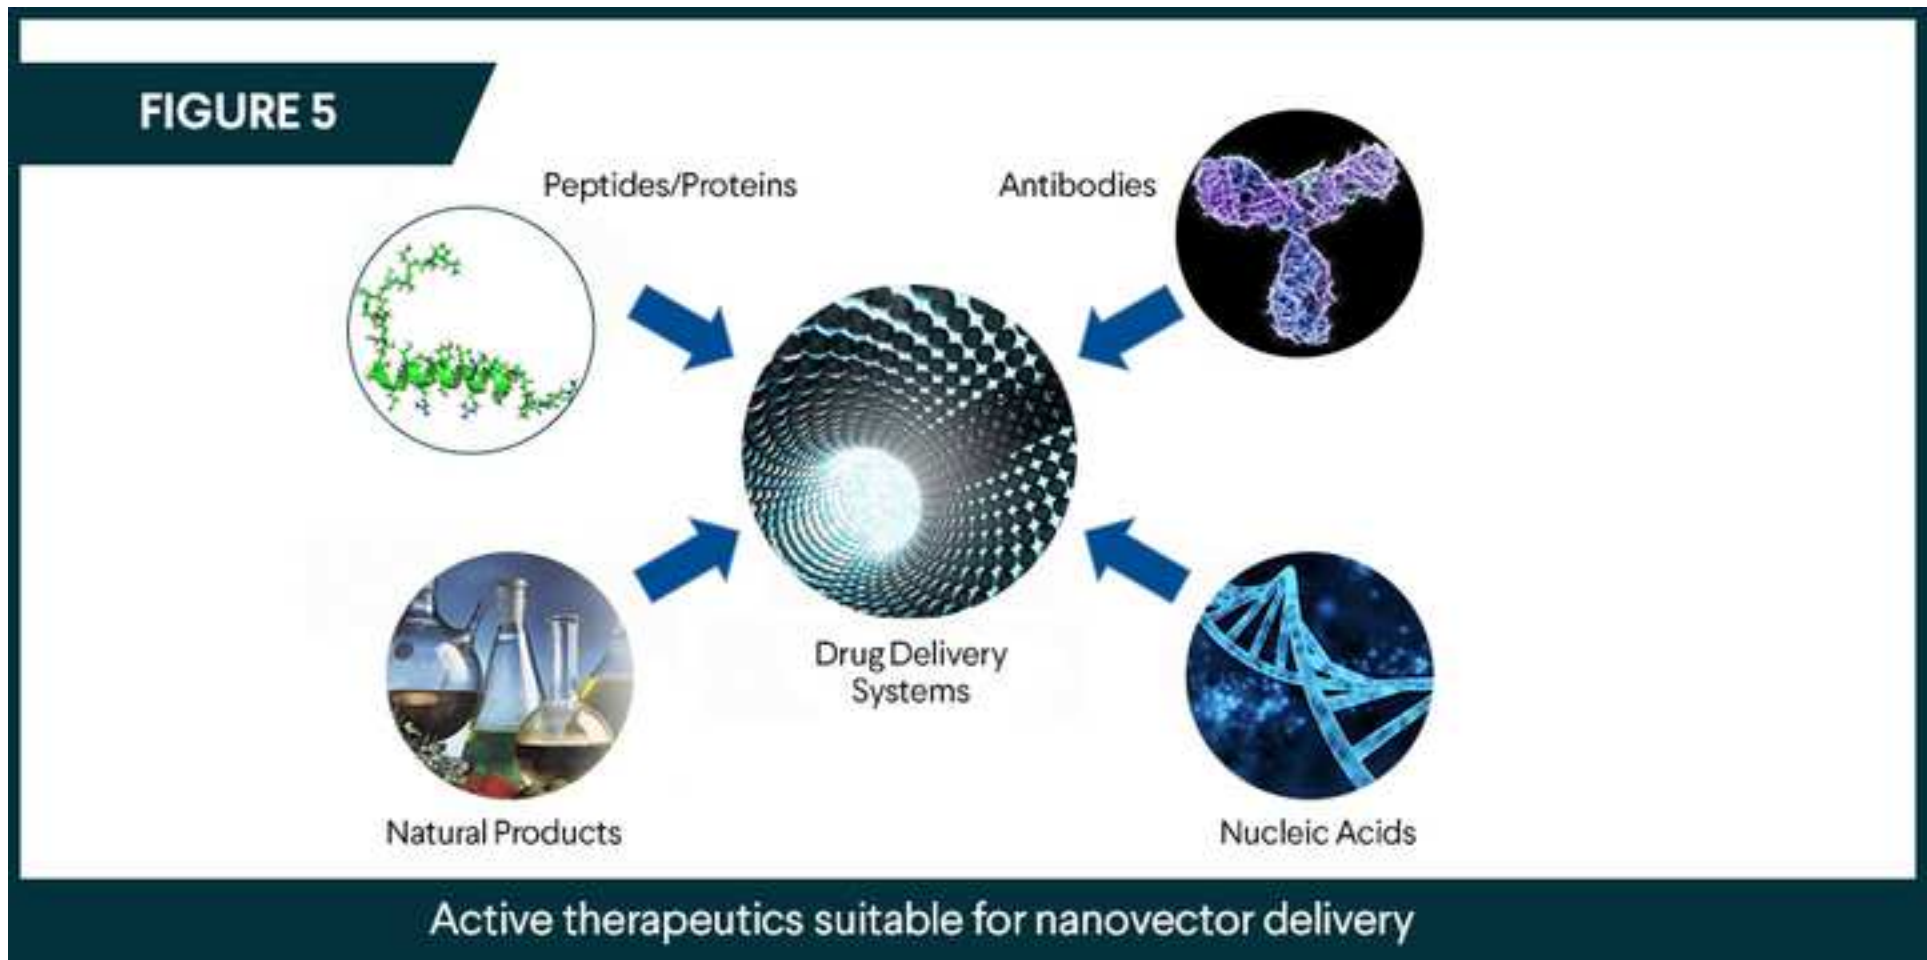 FIGURE 5
Peptides/Proteins
Antibodies
Drug Delivery
Systems
Natural Products
Nucleic Acids
Active therapeutics suitable for nanovector delivery